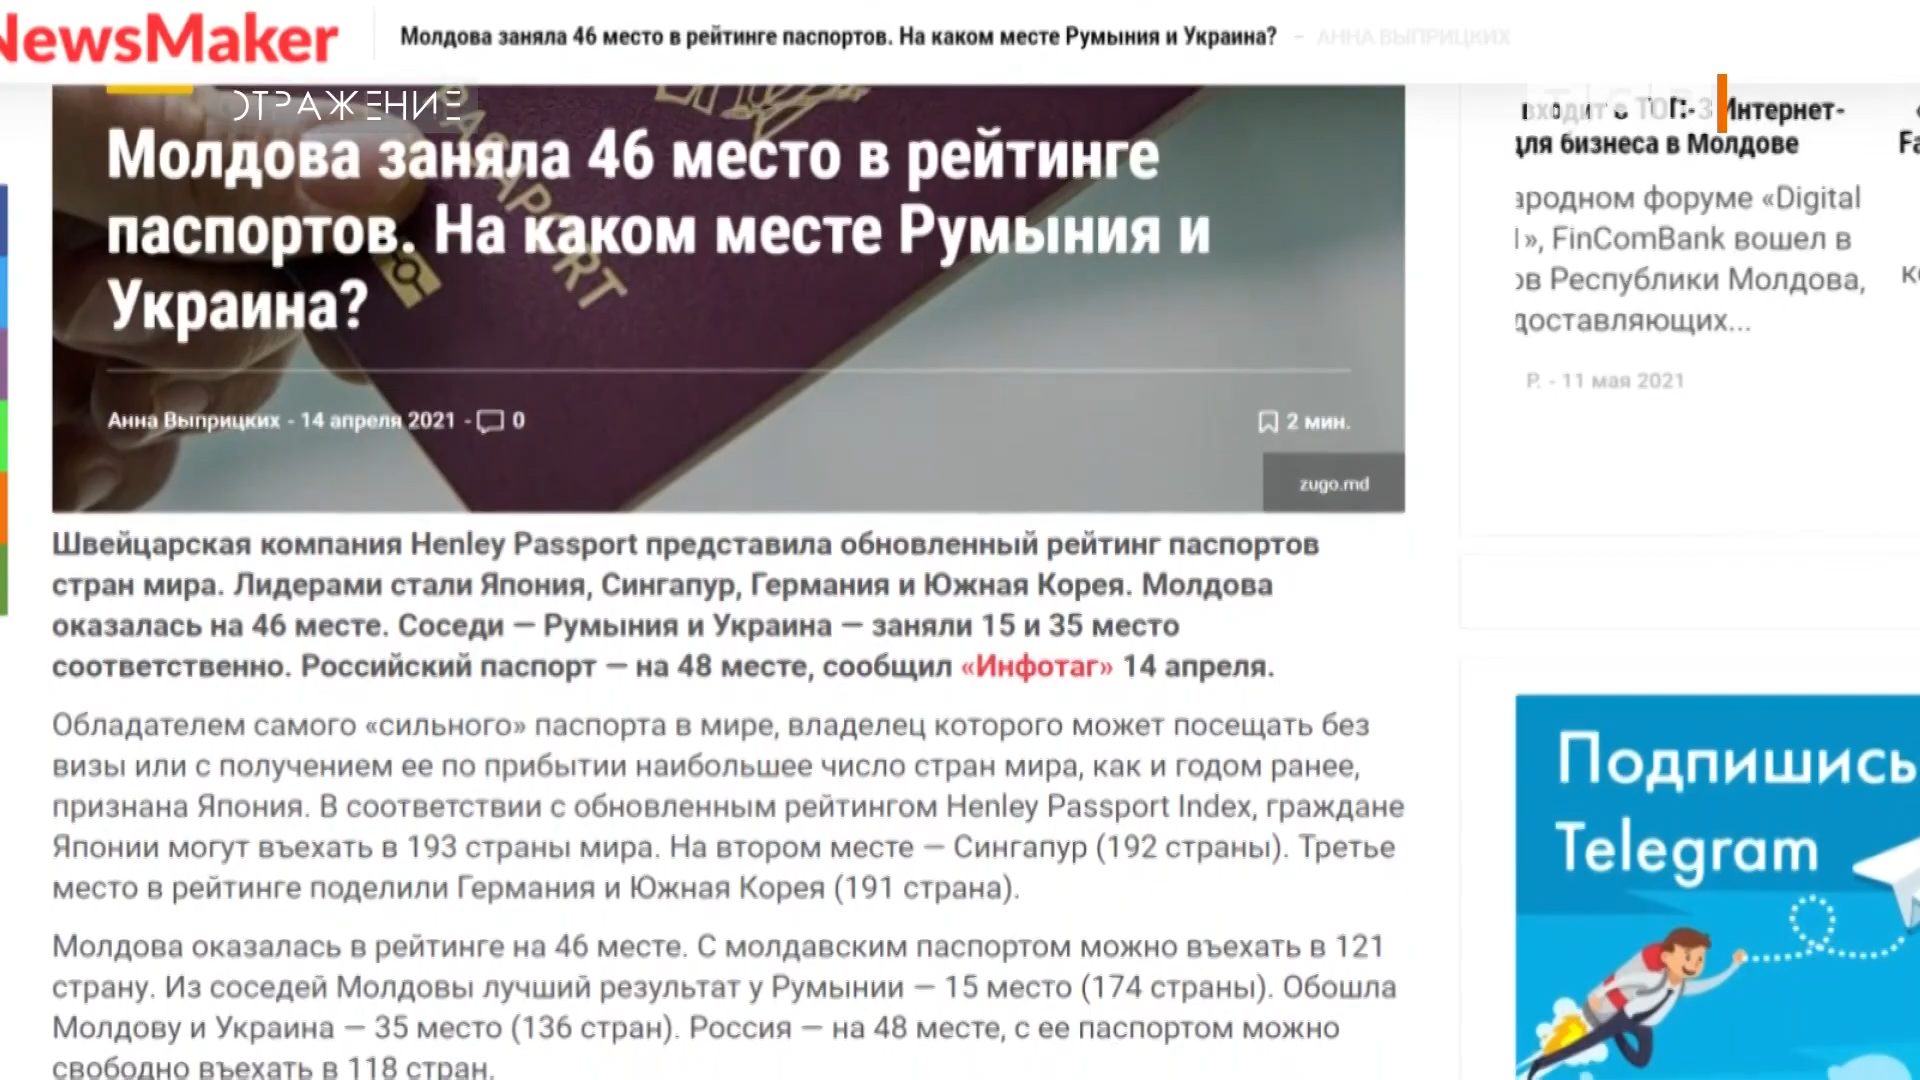 NewsMaker
Молдова заняла 46 место в рейтинге паспортов. На каком месте Румыния и Украина? – АННА ВЫПРИЦКИХ
ОТРАЖЕНИЕ
Молдова заняла 46 место в рейтинге
паспортов. На каком месте Румыния и
Украина?
Анна Выприцких - 14 апреля 2021 - 0
2 мин.
zugo.md
Швейцарская компания Henley Passport представила обновленный рейтинг паспортов
стран мира. Лидерами стали Япония, Сингапур, Германия и Южная Корея. Молдова
оказалась на 46 месте. Соседи — Румыния и Украина — заняли 15 и 35 место
соответственно. Российский паспорт — на 48 месте, сообщил «Инфотаг» 14 апреля.
Обладателем самого «сильного» паспорта в мире, владелец которого может посещать без
визы или с получением ее по прибытии наибольшее число стран мира, как и годом ранее,
признана Япония. В соответствии с обновленным рейтингом Henley Passport Index, граждане
Японии могут въехать в 193 страны мира. На втором месте — Сингапур (192 страны). Третье
место в рейтинге поделили Германия и Южная Корея (191 страна).
Молдова оказалась в рейтинге на 46 месте. С молдавским паспортом можно въехать в 121
страну. Из соседей Молдовы лучший результат у Румынии — 15 место (174 страны). Обошла
Молдову и Украина — 35 место (136 стран). Россия — на 48 месте, с ее паспортом можно
свободно въехать в 118 стран.
входит в ТОП-3 Интернет-
для бизнеса в Молдове
ародном форуме «Digital
», FinComBank вошел в
ов Республики Молдова,
доставляющих...
Р. - 11 мая 2021
Подпишись
Telegram